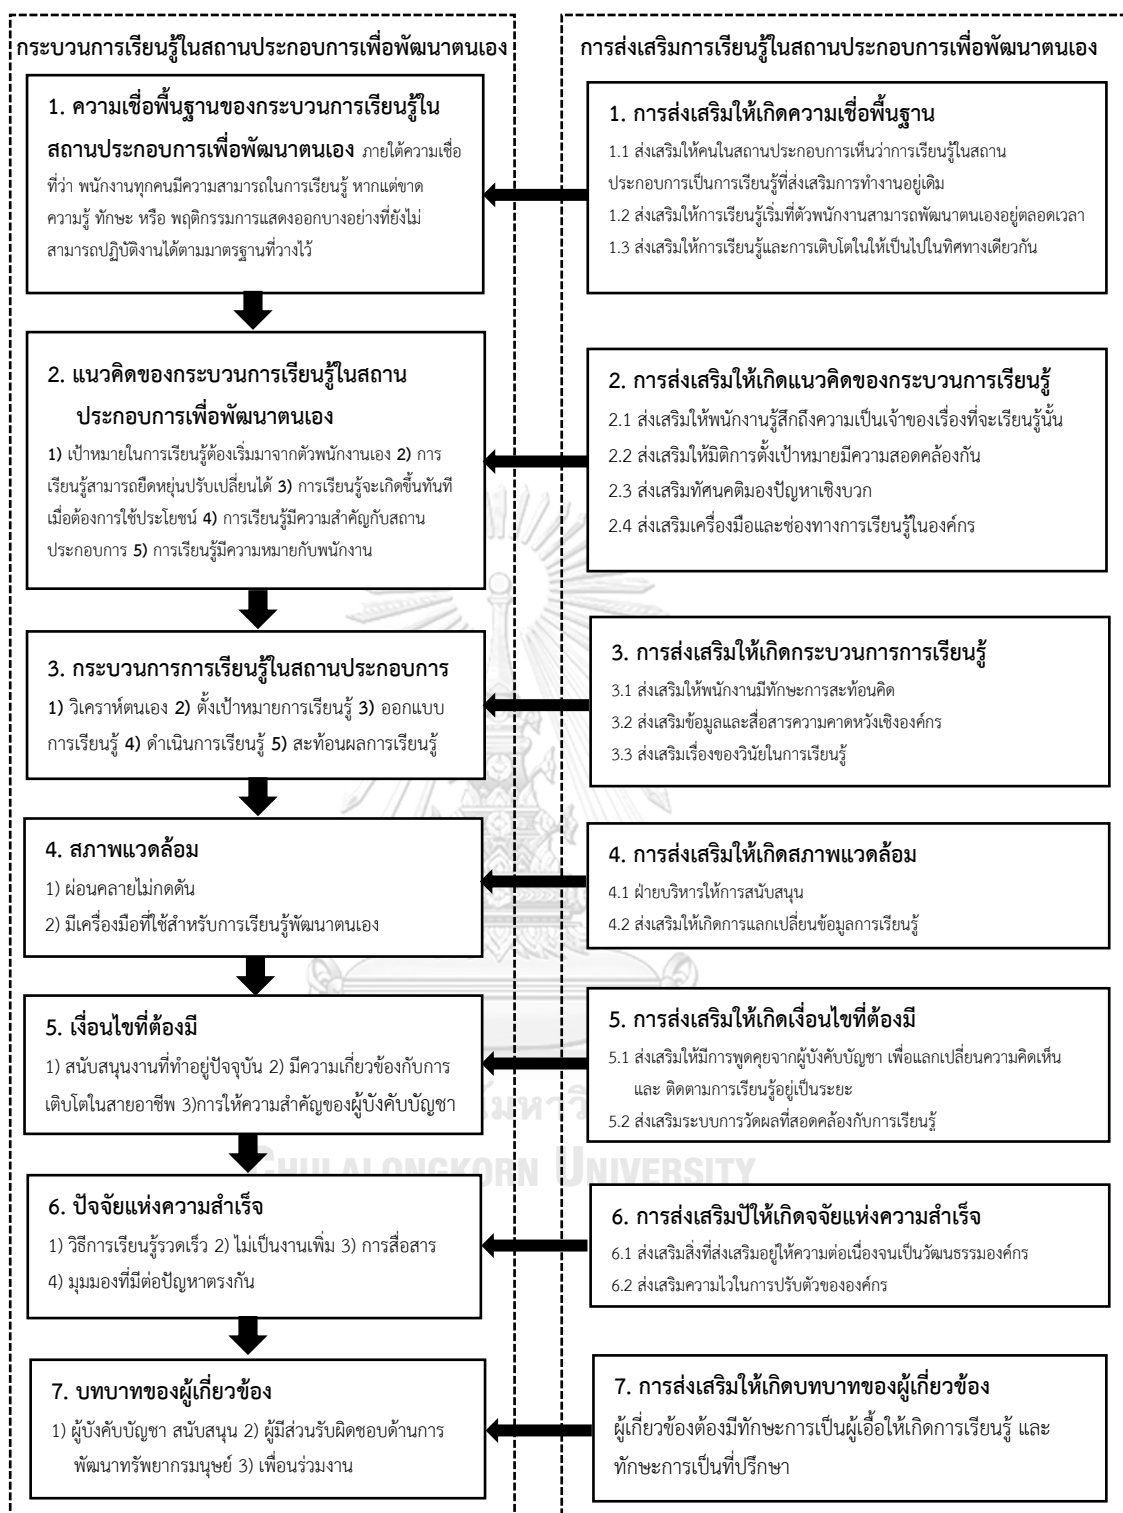 กระบวนการเรียนรู้ในสถานประกอบการเพื่อพัฒนาตนเอง
1. ความเชื่อพื้นฐานของกระบวนการเรียนรู้ใน
สถานประกอบการเพื่อพัฒนาตนเอง ภายใต้ความเชื่อ
ที่ว่า พนักงานทุกคนมีความสามารถในการเรียนรู้ หากแต่ขาด
ความรู้ ทักษะ หรือ พฤติกรรมการแสดงออกบางอย่างที่ยังไม่
สามารถปฏิบัติงานได้ตามมาตรฐานที่วางไว้
2. แนวคิดของกระบวนการเรียนรู้ในสถาน
ประกอบการเพื่อพัฒนาตนเอง
1) เป้าหมายในการเรียนรู้ต้องเริ่มมาจากตัวพนักงานเอง 2) การ
เรียนรู้สามารถยืดหยุ่นปรับเปลี่ยนได้ 3) การเรียนรู้จะเกิดขึ้นทันที
เมื่อต้องการใช้ประโยชน์ 4) การเรียนรู้มีความสำคัญกับสถาน
ประกอบการ 5) การเรียนรู้มีความหมายกับพนักงาน
3. กระบวนการการเรียนรู้ในสถานประกอบการ
1) วิเคราห์ตนเอง 2) ตั้งเป้าหมายการเรียนรู้ 3) ออกแบบ
การเรียนรู้ 4) ดำเนินการเรียนรู้ 5) สะท้อนผลการเรียนรู้
4. สภาพแวดล้อม
1) ผ่อนคลายไม่กดดัน
2) มีเครื่องมือที่ใช้สำหรับการเรียนรู้พัฒนาตนเอง
5. เงื่อนไขที่ต้องมี
1) สนับสนุนงานที่ทำอยู่ปัจจุบัน 2) มีความเกี่ยวข้องกับการ
เติบโตในสายอาชีพ 3)การให้ความสำคัญของผู้บังคับบัญชา
6. ปัจจัยแห่งความสำเร็จ
1) วิธีการเรียนรู้รวดเร็ว 2) ไม่เป็นงานเพิ่ม 3) การสื่อสาร
4) มุมมองที่มีต่อปัญหาตรงกัน
7. บทบาทของผู้เกี่ยวข้อง
1) ผู้บังคับบัญชา สนับสนุน 2) ผู้มีส่วนรับผิดชอบด้านการ
พัฒนาทรัพยากรมนุษย์ 3) เพื่อนร่วมงาน
การส่งเสริมการเรียนรู้ในสถานประกอบการเพื่อพัฒนาตนเอง
1. การส่งเสริมให้เกิดความเชื่อพื้นฐาน
1.1 ส่งเสริมให้คนในสถานประกอบการเห็นว่าการเรียนรู้ในสถาน
ประกอบการเป็นการเรียนรู้ที่ส่งเสริมการทำงานอยู่เดิม
1.2 ส่งเสริมให้การเรียนรู้เริ่มที่ตัวพนักงานสามารถพัฒนาตนเองอยู่ตลอดเวลา
1.3 ส่งเสริมให้การเรียนรู้และการเติบโตในให้เป็นไปในทิศทางเดียวกัน
2. การส่งเสริมให้เกิดแนวคิดของกระบวนการเรียนรู้
2.1 ส่งเสริมให้พนักงานรู้สึกถึงความเป็นเจ้าของเรื่องที่จะเรียนรู้นั้น
2.2 ส่งเสริมให้มิติการตั้งเป้าหมายมีความสอดคล้องกัน
2.3 ส่งเสริมทัศนคติมองปัญหาเชิงบวก
2.4 ส่งเสริมเครื่องมือและช่องทางการเรียนรู้ในองค์กร
3. การส่งเสริมให้เกิดกระบวนการการเรียนรู้
3.1 ส่งเสริมให้พนักงานมีทักษะการสะท้อนคิด
3.2 ส่งเสริมข้อมูลและสื่อสารความคาดหวังเชิงองค์กร
3.3 ส่งเสริมเรื่องของวินัยในการเรียนรู้
4. การส่งเสริมให้เกิดสภาพแวดล้อม
4.1 ฝ่ายบริหารให้การสนับสนุน
4.2 ส่งเสริมให้เกิดการแลกเปลี่ยนข้อมูลการเรียนรู้
5. การส่งเสริมให้เกิดเงื่อนไขที่ต้องมี
5.1 ส่งเสริมให้มีการพูดคุยจากผู้บังคับบัญชา เพื่อแลกเปลี่ยนความคิดเห็น
และ ติดตามการเรียนรู้อยู่เป็นระยะ
5.2 ส่งเสริมระบบการวัดผลที่สอดคล้องกับการเรียนรู้
6. การส่งเสริมปัให้เกิดจจัยแห่งความสำเร็จ
6.1 ส่งเสริมสิ่งที่ส่งเสริมอยู่ให้ความต่อเนื่องจนเป็นวัฒนธรรมองค์กร
6.2 ส่งเสริมความไวในการปรับตัวขององค์กร
7. การส่งเสริมให้เกิดบทบาทของผู้เกี่ยวข้อง
ผู้เกี่ยวข้องต้องมีทักษะการเป็นผู้เอื้อให้เกิดการเรียนรู้ และ
ทักษะการเป็นที่ปรึกษา
CHULALONGKORN UNIVERSITY